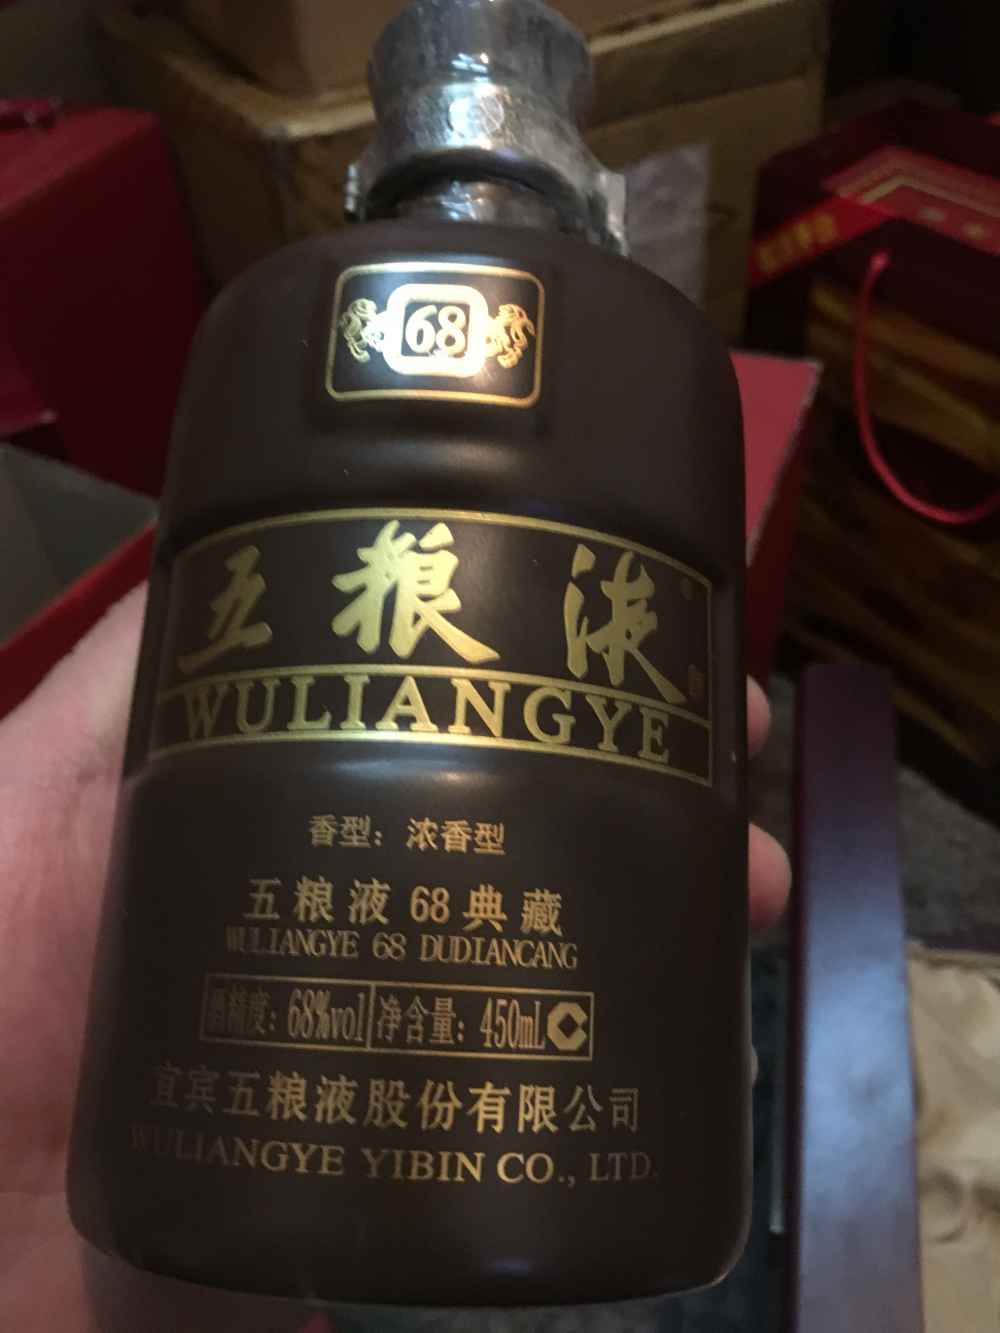 68
五粮液
WULIANGYE
香型：浓香型
五粮液 68 典藏
WULIANGYE 68 DUDIANCANG
酒精度：68%vol 净含量：450mL
宜宾五粮液股份有限公司
WULIANGYE YIBIN CO., LTD.